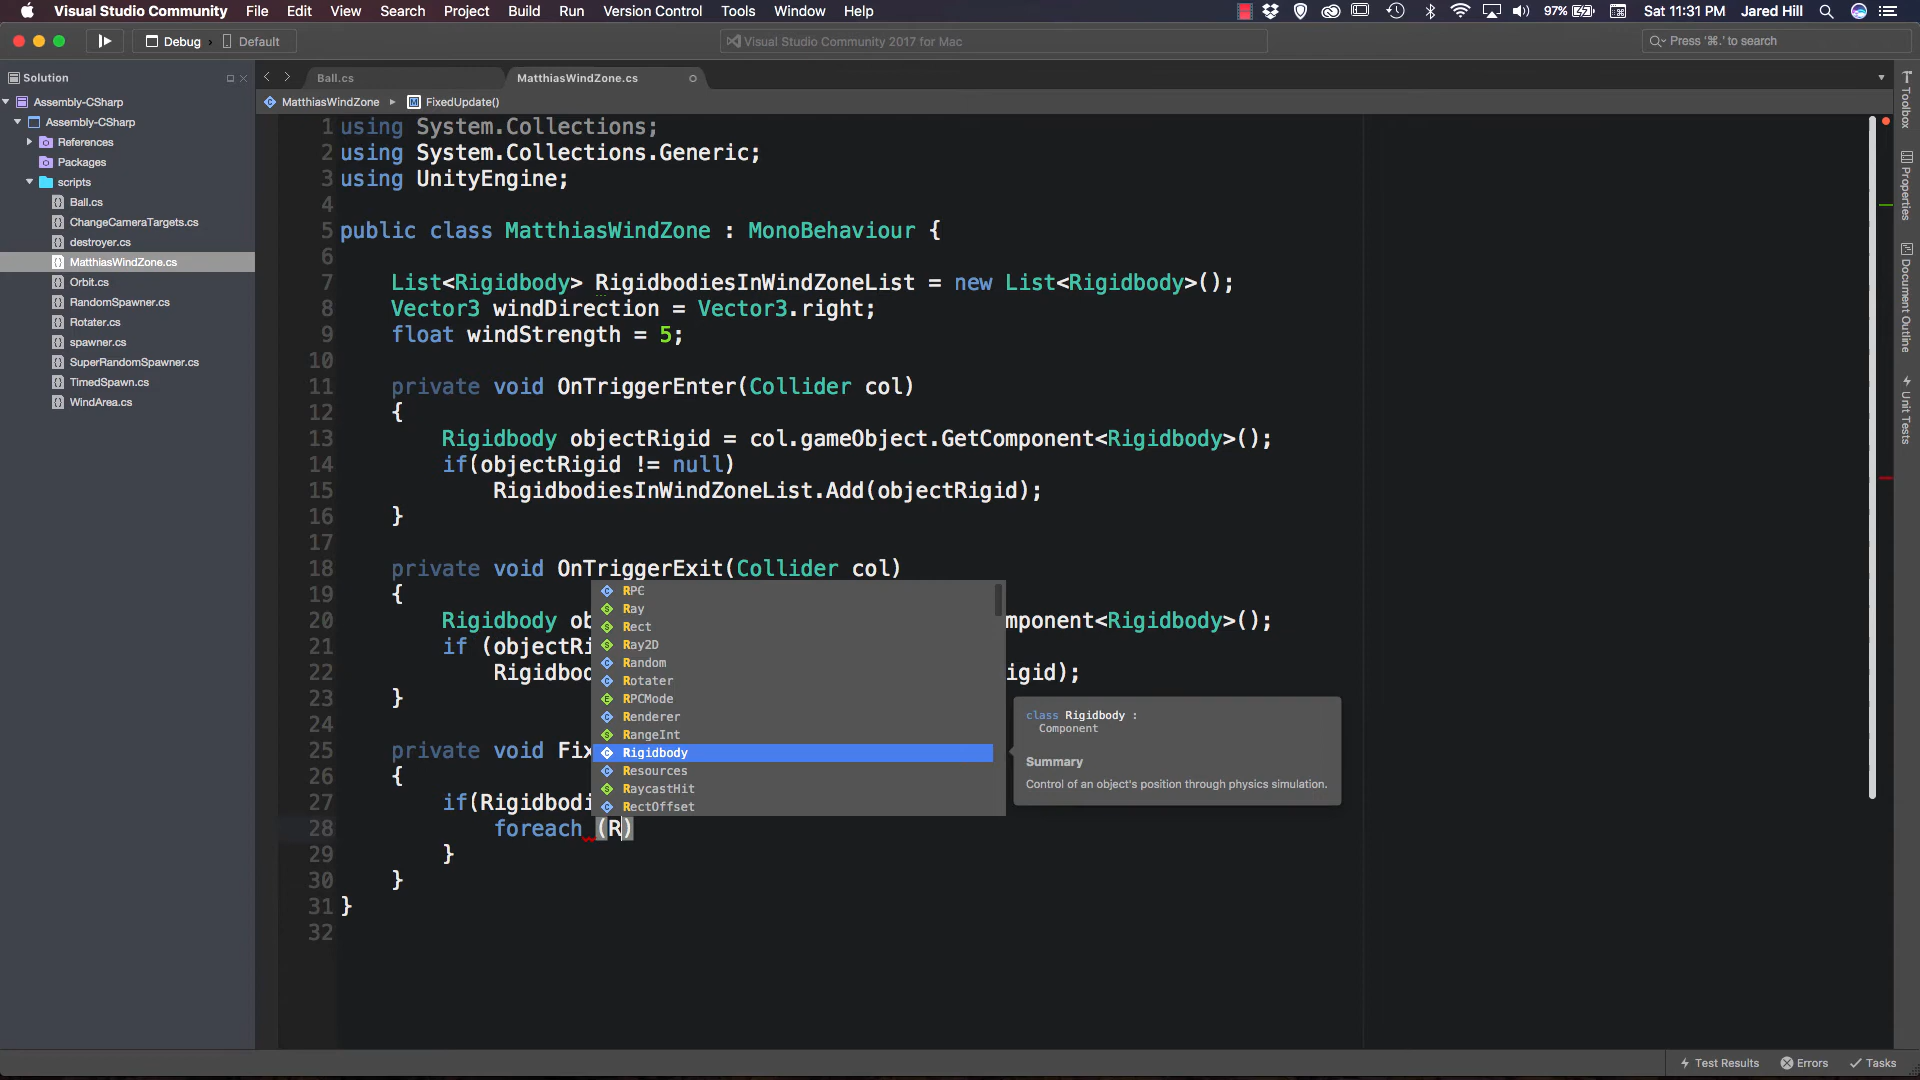 Visual Studio Community File Edit View Search Project Build Run Version Control Tools Window Help 97% Sat 11:31 PM Jared Hill
Debug Default Visual Studio Community 2017 for Mac Press '⌘.' to search
Solution Ball.cs MatthiasWindZone.cs
MatthiasWindZone FixedUpdate()
Assembly-CSharp
Assembly-CSharp
References
Packages
scripts
Ball.cs
ChangeCameraTargets.cs
destroyer.cs
MatthiasWindZone.cs
Orbit.cs
RandomSpawner.cs
Rotater.cs
spawner.cs
SuperRandomSpawner.cs
TimedSpawn.cs
WindArea.cs
1 using System.Collections;
2 using System.Collections.Generic;
3 using UnityEngine;
4
5 public class MatthiasWindZone : MonoBehaviour {
6
7 List<Rigidbody> RigidbodiesInWindZoneList = new List<Rigidbody>();
8 Vector3 windDirection = Vector3.right;
9 float windStrength = 5;
10
11 private void OnTriggerEnter(Collider col)
12 {
13 Rigidbody objectRigid = col.gameObject.GetComponent<Rigidbody>();
14 if(objectRigid != null)
15 RigidbodiesInWindZoneList.Add(objectRigid);
16 }
17
18 private void OnTriggerExit(Collider col)
19 {
20 Rigidbody ob mponent<Rigidbody>();
21 if (objectRi
22 Rigidbo igid);
23 }
24
25 private void Fix
26 {
27 if(Rigidbodi
28 foreach (R)
29 }
30 }
31 }
32
RPC
Ray
Rect
Ray2D
Random
Rotater
RPCMode
Renderer
RangeInt
Rigidbody
Resources
RaycastHit
RectOffset
class Rigidbody :
Component
Summary
Control of an object's position through physics simulation.
Toolbox
Properties
Document Outline
Unit Tests
Test Results Errors Tasks